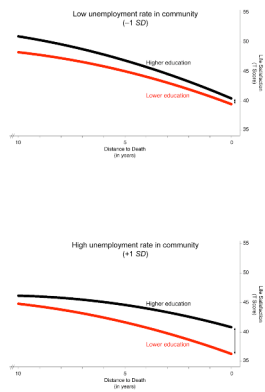 Low unemployment rate in community
(−1 SD)
55
50
45
40
35
Life Satisfaction
(T Score)
Higher education
Lower education
10
5
0
Distance to Death
(in years)
High unemployment rate in community
(+1 SD)
55
50
45
40
35
Life Satisfaction
(T Score)
Higher education
Lower education
10
5
0
Distance to Death
(in years)